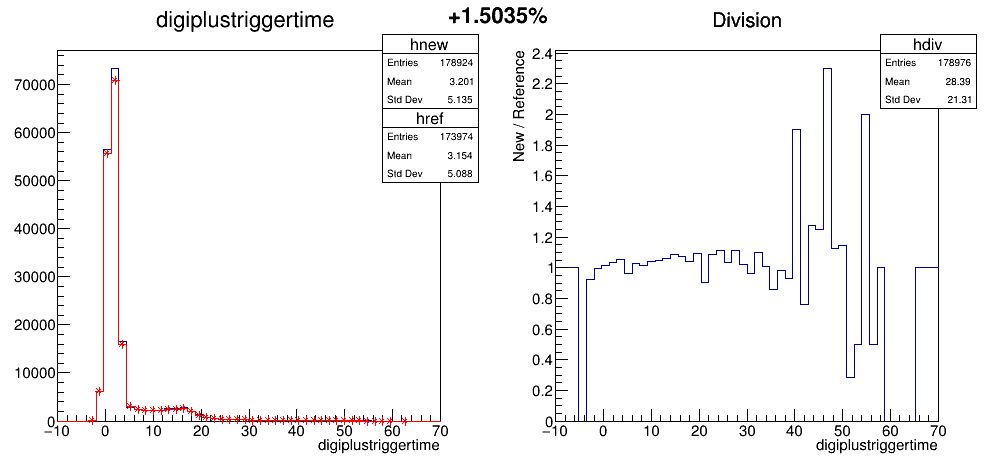 digiplustriggertime
+1.5035%
Division
hnew
Entries 178924
Mean 3.201
Std Dev 5.135
href
Entries 173974
Mean 3.154
Std Dev 5.088
70000
60000
50000
40000
30000
20000
10000
0
−10 0 10 20 30 40 50 60 70
digiplustriggertime
hdiv
Entries 178976
Mean 28.39
Std Dev 21.31
New / Reference
2.4
2.2
2
1.8
1.6
1.4
1.2
1
0.8
0.6
0.4
0.2
0
−10 0 10 20 30 40 50 60 70
digiplustriggertime